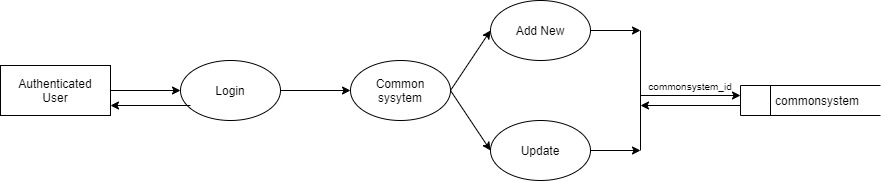 Authenticated
User
Login
Common
sysytem
Add New
Update
commonsystem_id
commonsystem